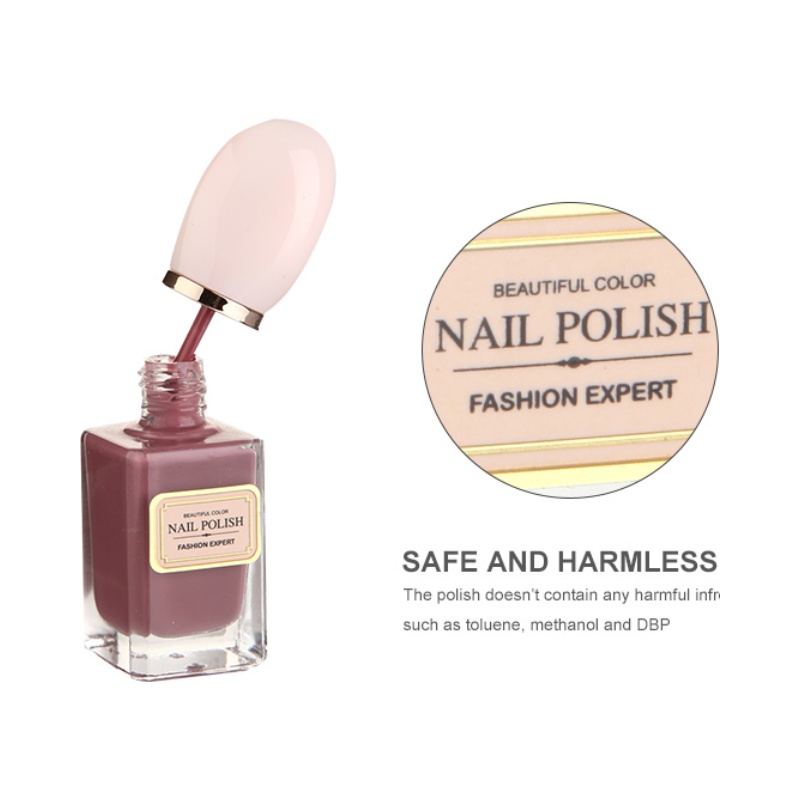 BEAUTIFUL COLOR
NAIL POLISH
FASHION EXPERT
BEAUTIFUL COLOR
NAIL POLISH
FASHION EXPERT
SAFE AND HARMLESS
The polish doesn't contain any harmful
such as toluene, methanol and DBP